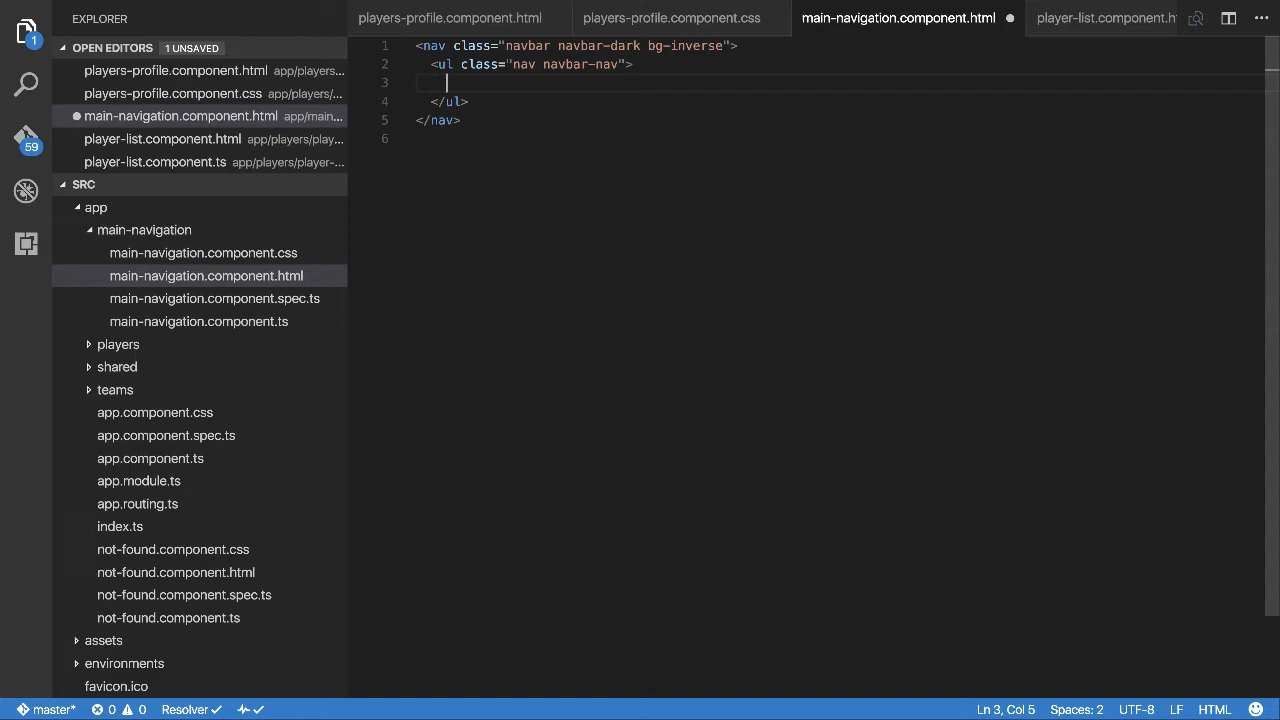 EXPLORER
players-profile.component.html
players-profile.component.css
main-navigation.component.html
player-list.component.h
1
OPEN EDITORS 1 UNSAVED
players-profile.component.html app/players...
players-profile.component.css app/players/...
main-navigation.component.html app/main...
player-list.component.html app/players/play...
player-list.component.ts app/players/player-...
59
SRC
app
main-navigation
main-navigation.component.css
main-navigation.component.html
main-navigation.component.spec.ts
main-navigation.component.ts
players
shared
teams
app.component.css
app.component.spec.ts
app.component.ts
app.module.ts
app.routing.ts
index.ts
not-found.component.css
not-found.component.html
not-found.component.spec.ts
not-found.component.ts
assets
environments
favicon.ico
1 <nav class="navbar navbar-dark bg-inverse">
2 <ul class="nav navbar-nav">
3
4 </ul>
5 </nav>
6
master* 0 0 Resolver Ln 3, Col 5 Spaces: 2 UTF-8 LF HTML